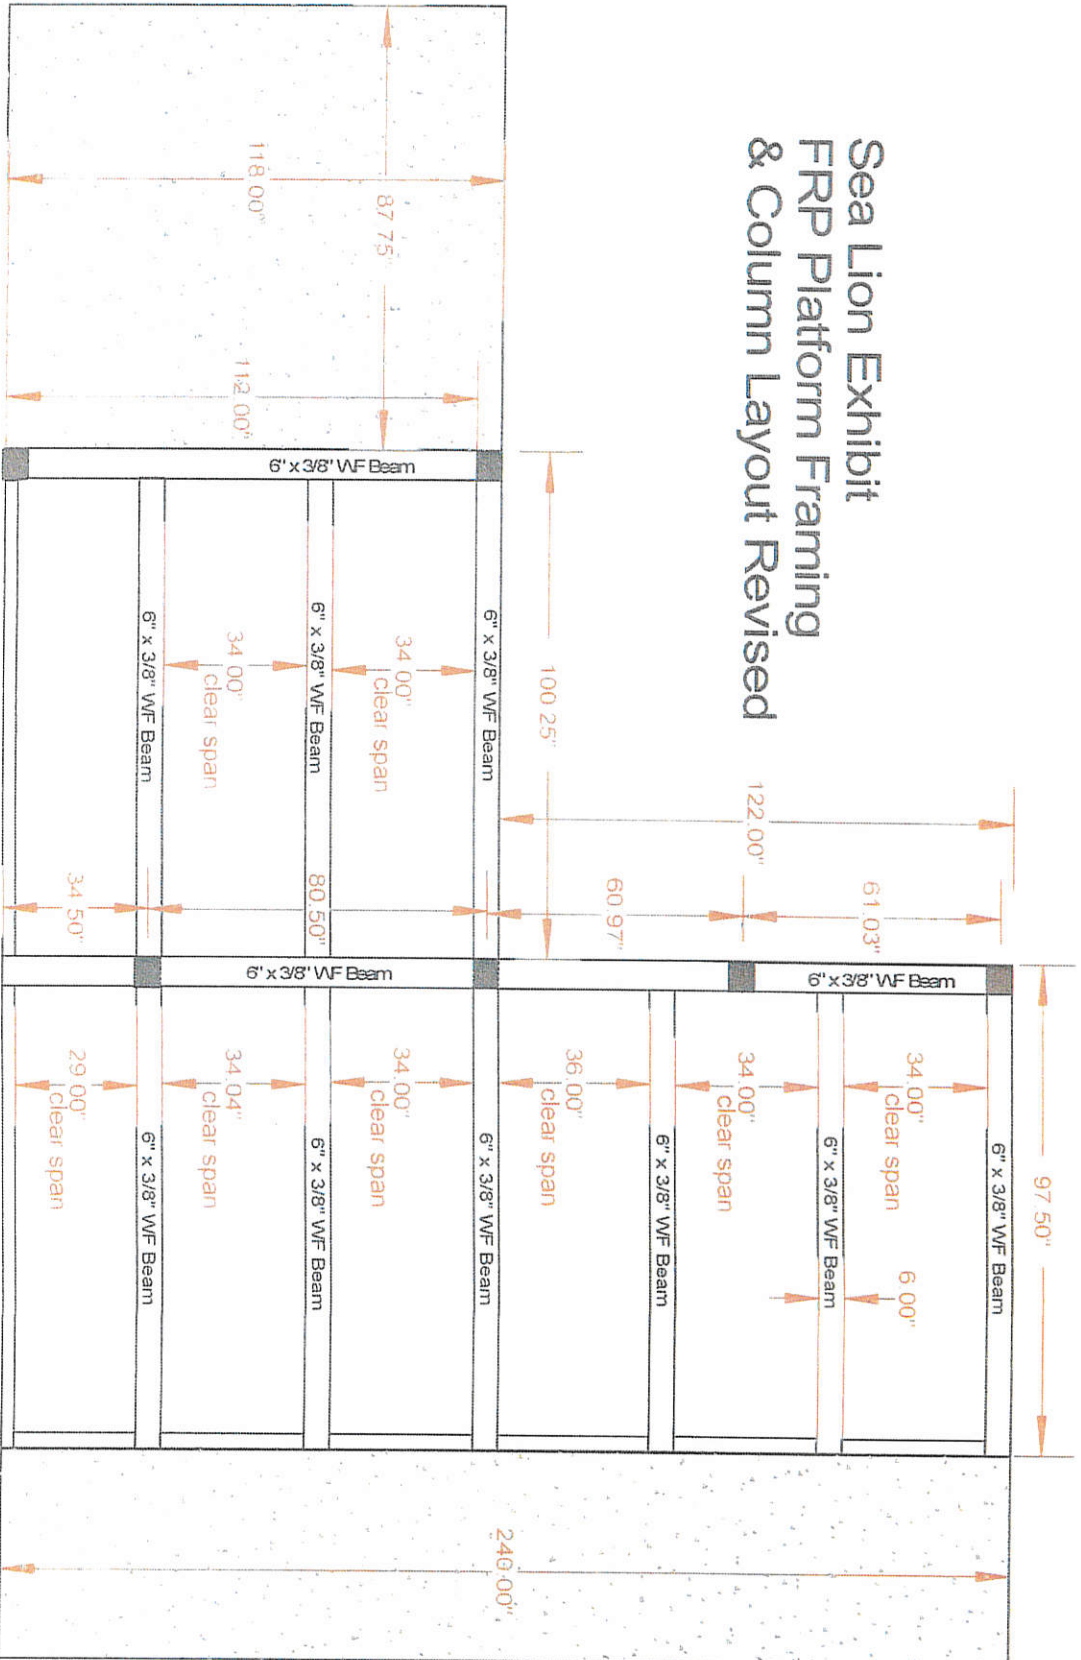 Sea Lion Exhibit
FRP Platform Framing
& Column Layout Revised
87 75
118 00"
112.00"
6" x 3/8" WF Beam
100 25"
6" x 3/8" WF Beam
34 00"
clear span
6" x 3/8" WF Beam
34 00"
clear span
6" x 3/8" WF Beam
122.00"
61.03"
60.97"
80.50"
34 50"
6" x 3/8" WF Beam
6" x 3/8" WF Beam
97.50"
6" x 3/8" WF Beam
34.00"
clear span
6 00"
6" x 3/8" WF Beam
34.00"
clear span
6" x 3/8" WF Beam
36.00"
clear span
6" x 3/8" WF Beam
34.00"
clear span
6" x 3/8" WF Beam
34.04"
clear span
6" x 3/8" WF Beam
29 00"
clear span
240.00"